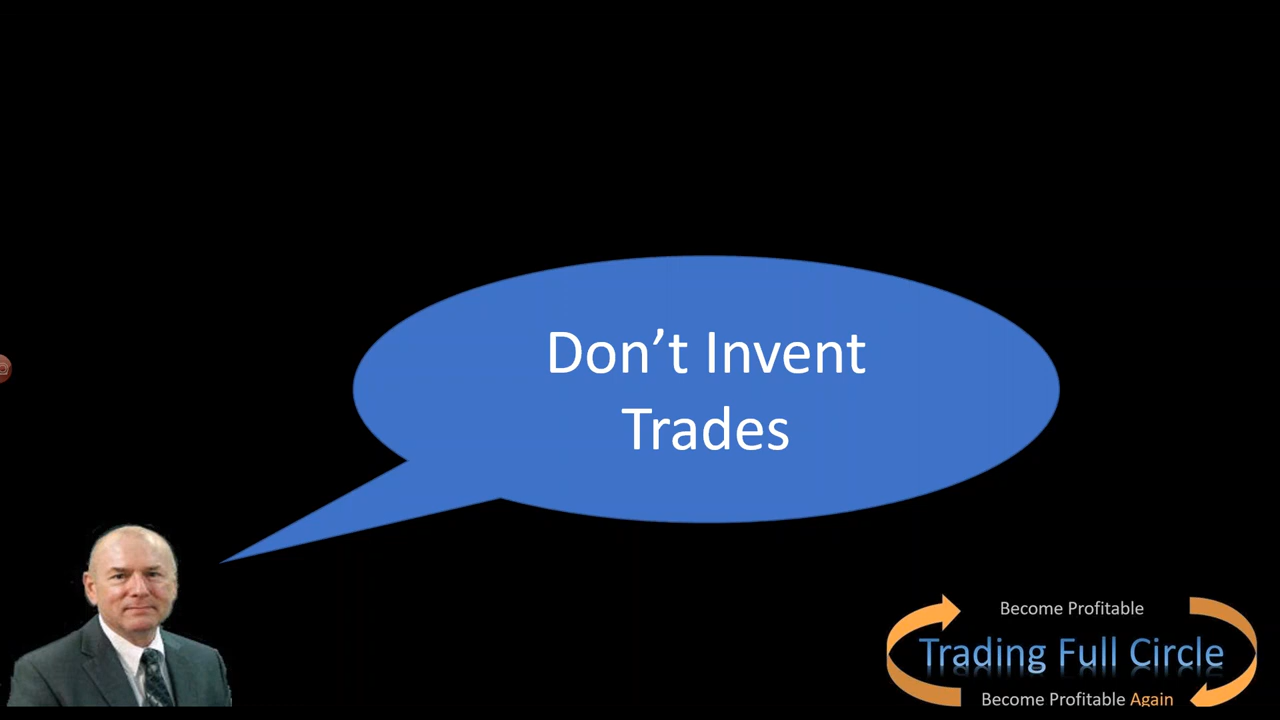 Don’t Invent
Trades
Become Profitable
Trading Full Circle
Become Profitable Again